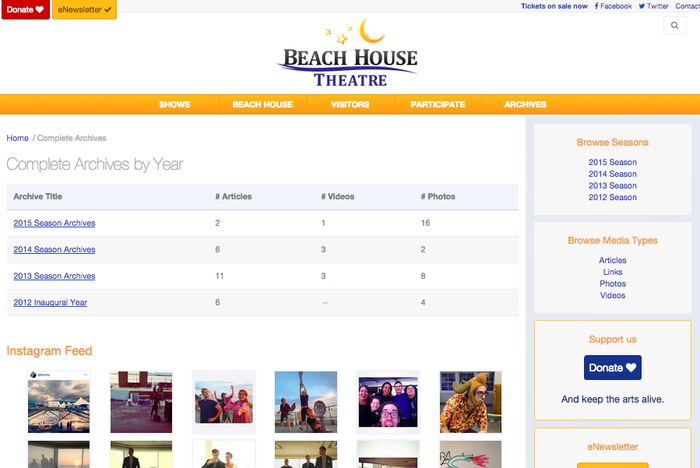 Donate
eNewsletter
Tickets on sale now
Facebook
Twitter
Contact
BEACH HOUSE
THEATRE
SHOWS
BEACH HOUSE
VISITORS
PARTICIPATE
ARCHIVES
Home / Complete Archives
Complete Archives by Year
Archive Title # Articles # Videos # Photos
2015 Season Archives 2 1 16
2014 Season Archives 6 3 2
2013 Season Archives 11 3 8
2012 Inaugural Year 6 — 4
Instagram Feed
Browse Seasons
2015 Season
2014 Season
2013 Season
2012 Season
Browse Media Types
Articles
Links
Photos
Videos
Support us
Donate
And keep the arts alive.
eNewsletter